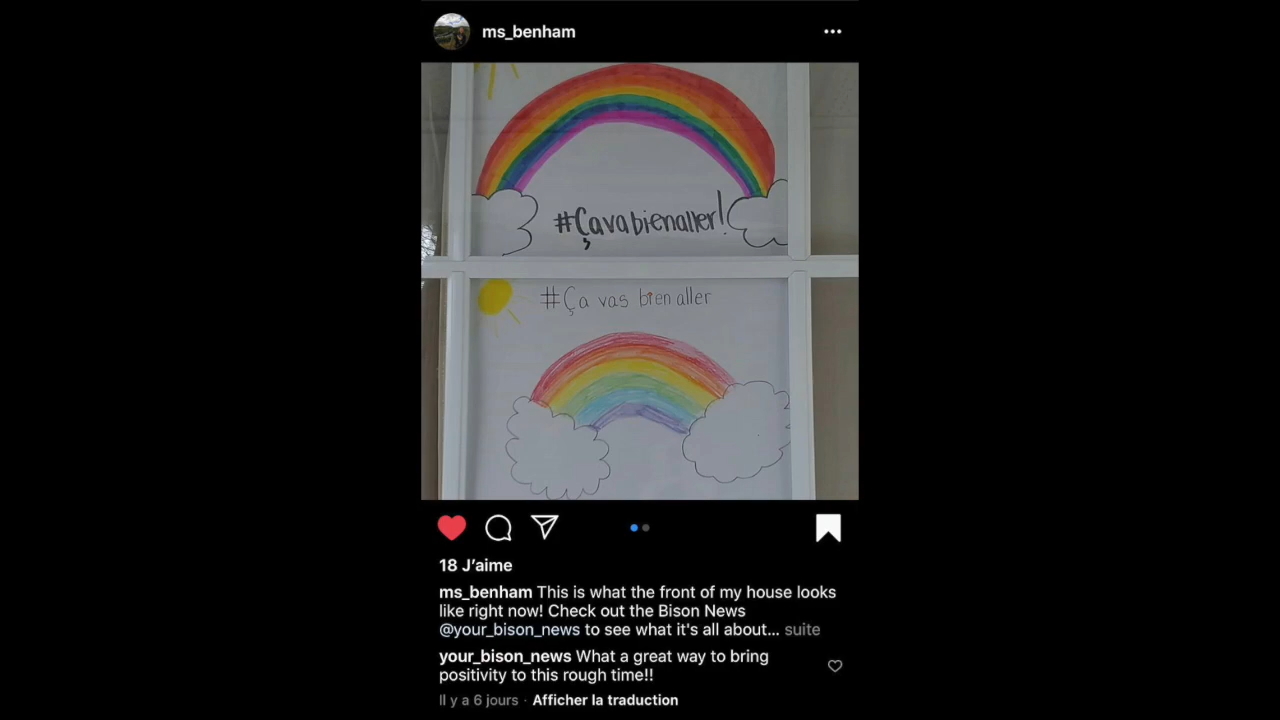 ms_benham
#Çavabienaller!
#Ça vas bien aller
18 J'aime
ms_benham This is what the front of my house looks
like right now! Check out the Bison News
@your_bison_news to see what it's all about... suite
your_bison_news What a great way to bring
positivity to this rough time!!
Il y a 6 jours · Afficher la traduction